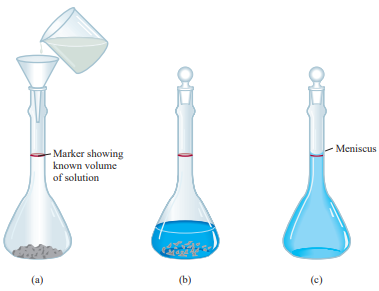 Marker showing
known volume
of solution
Meniscus
(a)
(b)
(c)